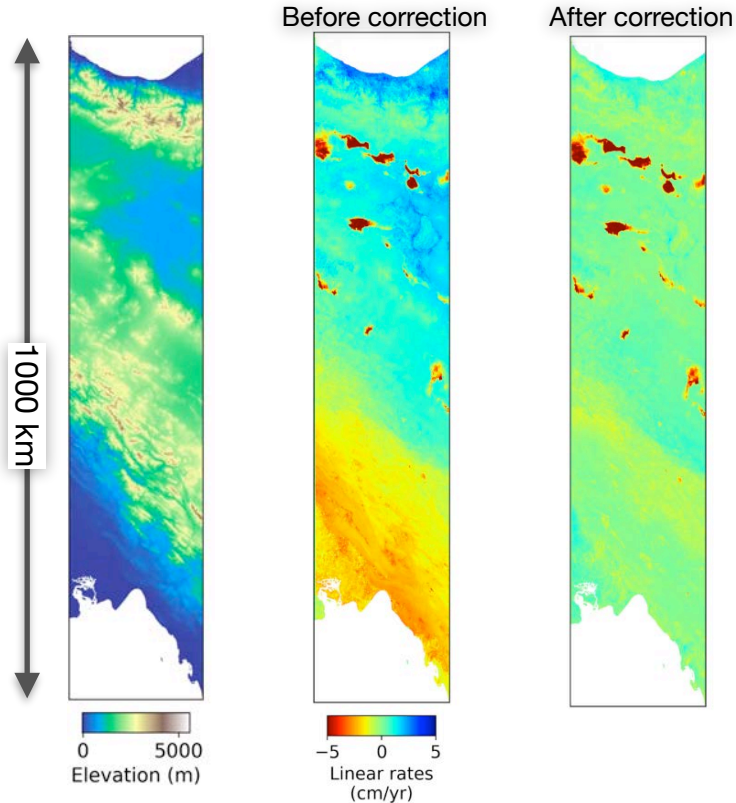 Before correction
After correction
1000 km
0 5000
Elevation (m)
−5 0 5
Linear rates
(cm/yr)